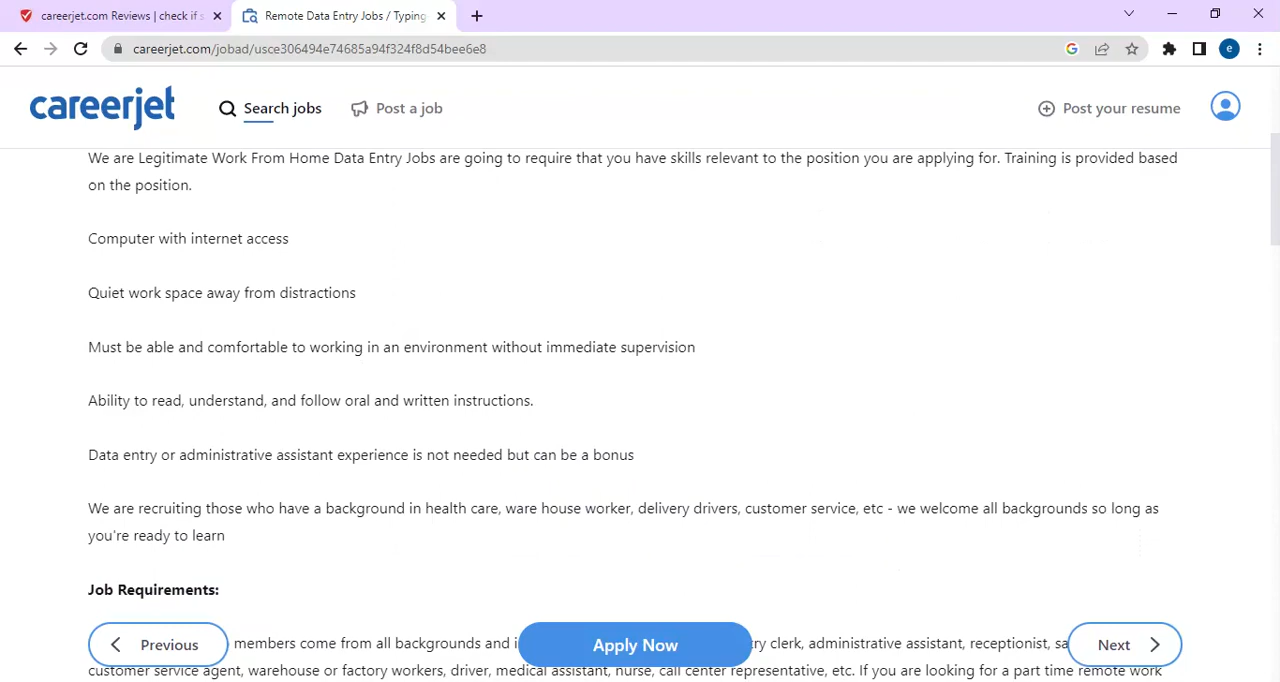 careerjet.com Reviews | check if s
Remote Data Entry Jobs / Typing
careerjet.com/jobad/usce306494e74685a94f324f8d54bee6e8
e
careerjet
Search jobs
Post a job
Post your resume
We are Legitimate Work From Home Data Entry Jobs are going to require that you have skills relevant to the position you are applying for. Training is provided based
on the position.
Computer with internet access
Quiet work space away from distractions
Must be able and comfortable to working in an environment without immediate supervision
Ability to read, understand, and follow oral and written instructions.
Data entry or administrative assistant experience is not needed but can be a bonus
We are recruiting those who have a background in health care, ware house worker, delivery drivers, customer service, etc - we welcome all backgrounds so long as
you're ready to learn
Job Requirements:
Previous
members come from all backgrounds and
Apply Now
clerk, administrative assistant, receptionist,
Next
customer service agent, warehouse or factory workers, driver, medical assistant, nurse, call center representative, etc. If you are looking for a part time remote work